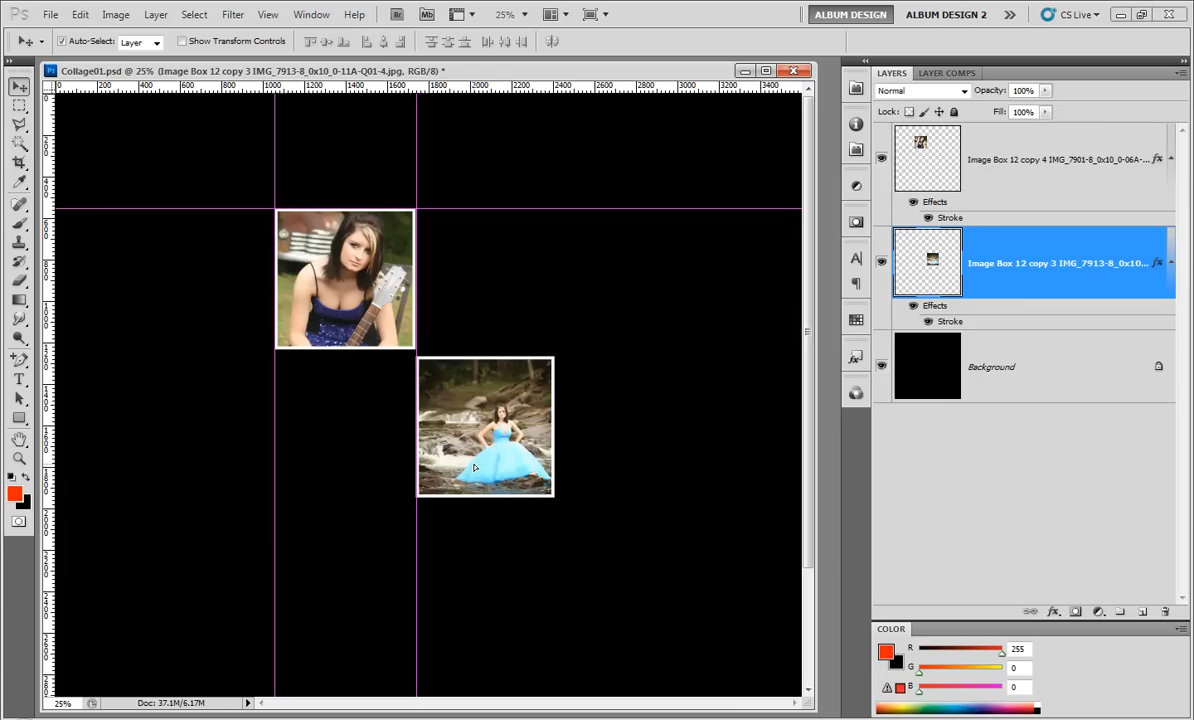 Ps File Edit Image Layer Select Filter View Window Help Br Mb 25% ALBUM DESIGN ALBUM DESIGN 2 CS Live
Auto-Select: Layer Show Transform Controls
Ps Collage01.psd @ 25% (Image Box 12 copy 3 IMG_7913-8_0x10_0-11A-Q01-4.jpg, RGB/8) *
0 200 400 600 800 1000 1200 1400 1600 1800 2000 2200 2400 2600 2800 3000 3200 3400
LAYERS LAYER COMPS
Normal Opacity: 100%
Lock: Fill: 100%
Image Box 12 copy 4 IMG_7901-8_0x10_0-06A-... fx
Effects
Stroke
Image Box 12 copy 3 IMG_7913-8_0x10... fx
Effects
Stroke
Background
COLOR
R 255
G 0
B 0
25% Doc: 37.1M/6.17M